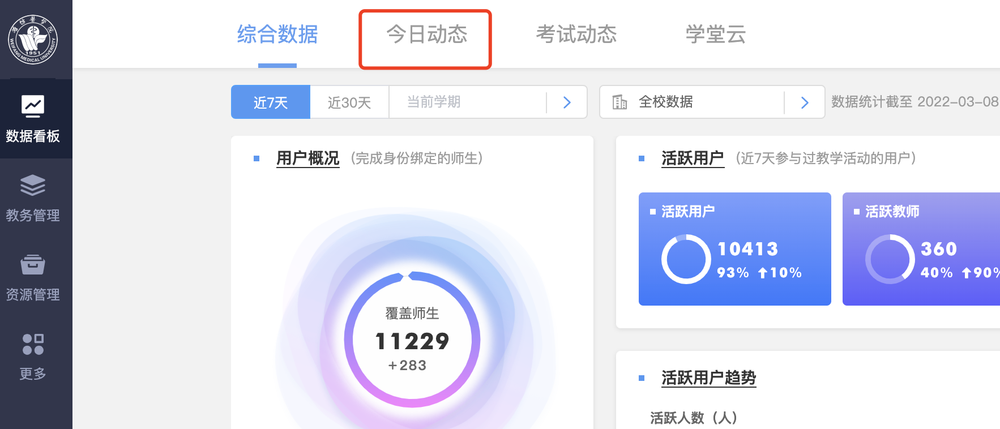 潍坊医学院
WEIFANG MEDICAL UNIVERSITY
1951
综合数据 今日动态 考试动态 学堂云
近7天 近30天 当前学期 全校数据 数据统计截至 2022-03-08
数据看板
教务管理
资源管理
更多
用户概况 (完成身份绑定的师生)
覆盖师生
11229
+283
活跃用户 (近7天参与过教学活动的用户)
活跃用户
10413
93% 10%
活跃教师
360
40% 90%
活跃用户趋势
活跃人数（人）